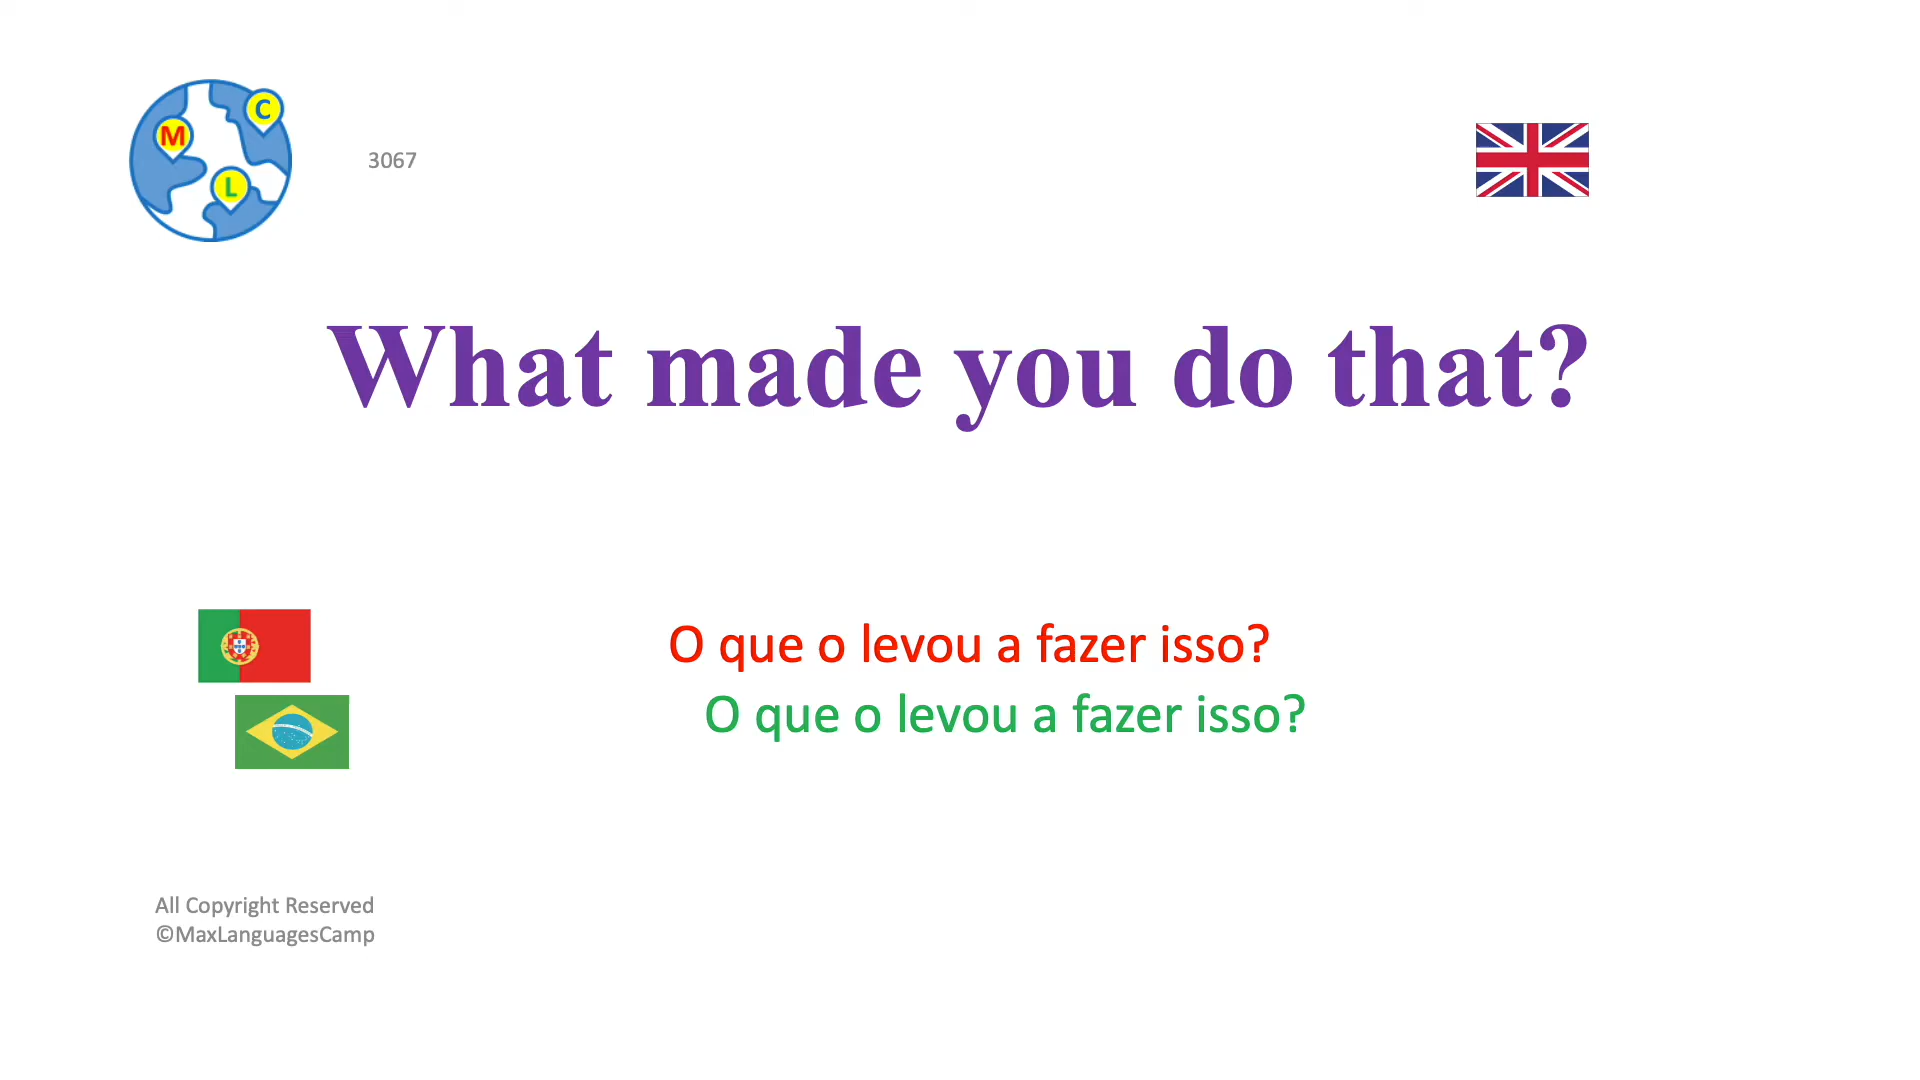 M
C
L
3067
What made you do that?
O que o levou a fazer isso?
O que o levou a fazer isso?
All Copyright Reserved
©MaxLanguagesCamp